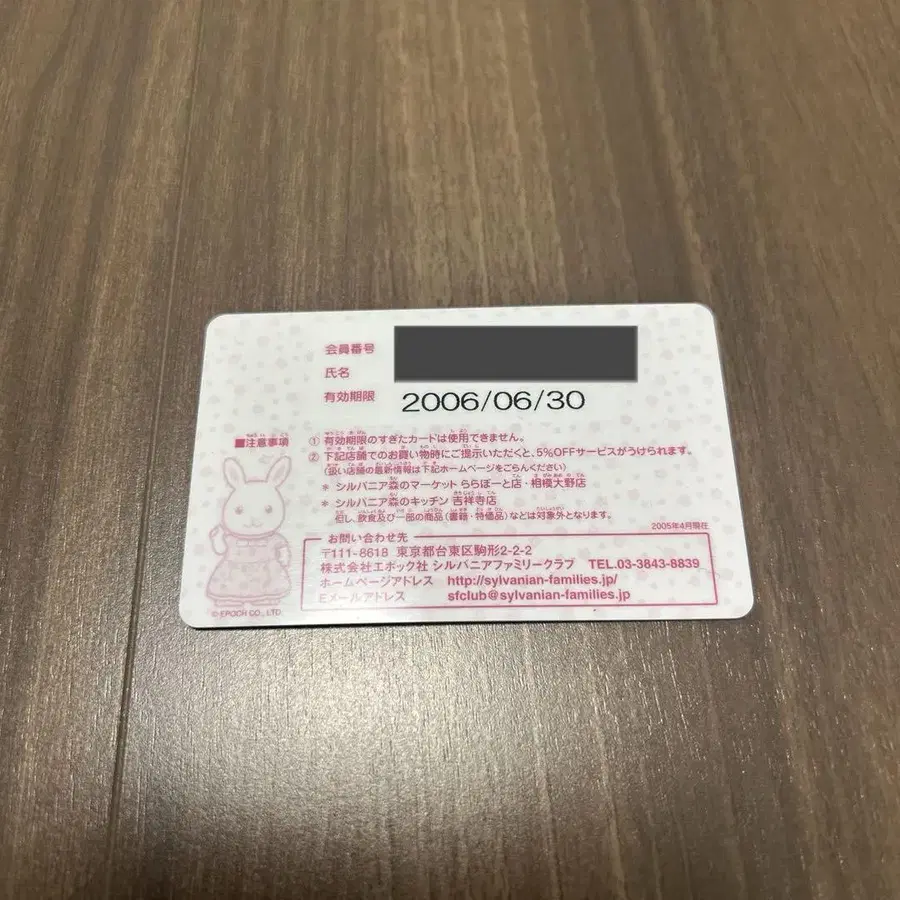 会員番号
氏名
有効期限 2006/06/30
■注意事項
① 有効期限のすぎたカードは使用できません。
② 下記店舗でのお買い物時にご提示いただくと、5%OFFサービスがうけられます。
(扱い店舗の最新情報は下記ホームページをごらんください)
＊ シルバニア森のマーケット ららぽーと店・相模大野店
＊ シルバニア森のキッチン 吉祥寺店
但し、飲食及び一部の商品(書籍・特価品)などは対象外となります。
2005年4月現在
お問い合わせ先
〒111-8618 東京都台東区駒形2-2-2
株式会社エポック社 シルバニアファミリークラブ TEL.03-3843-8839
ホームページアドレス http://sylvanian-families.jp/
Eメールアドレス sfclub@sylvanian-families.jp
© EPOCH CO., LTD.